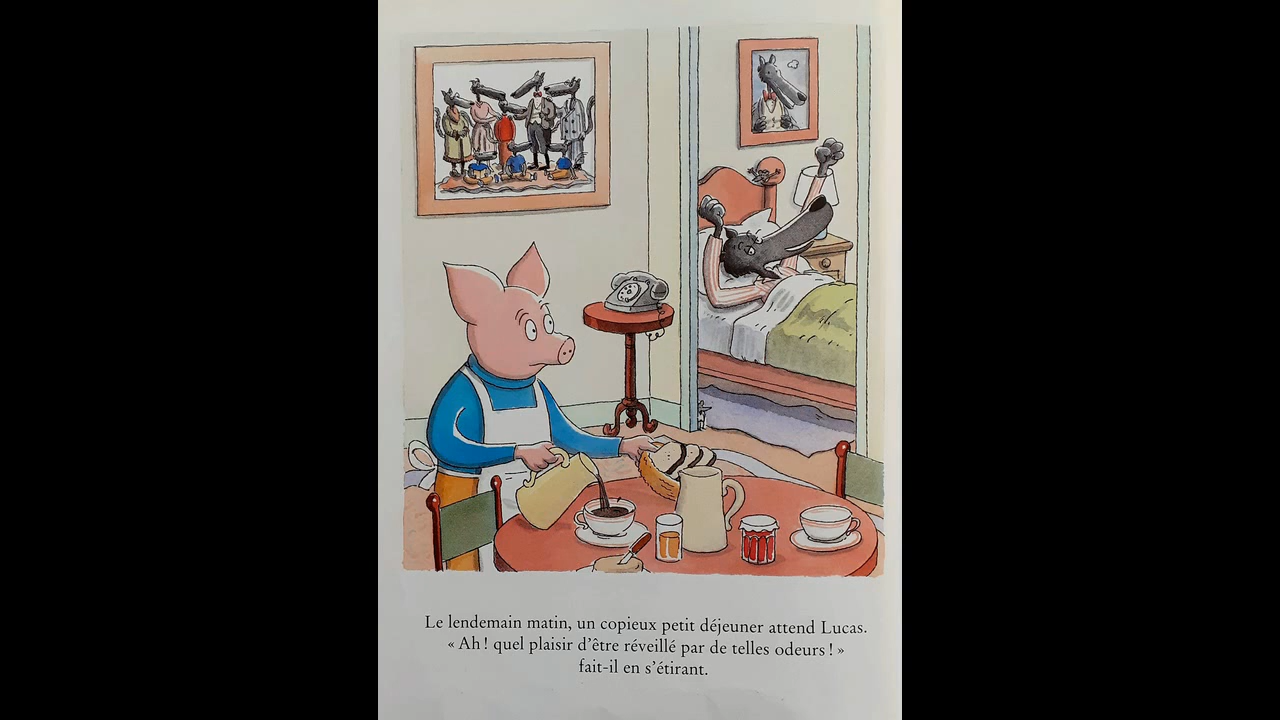 Le lendemain matin, un copieux petit déjeuner attend Lucas.
« Ah ! quel plaisir d'être réveillé par de telles odeurs ! »
fait-il en s'étirant.